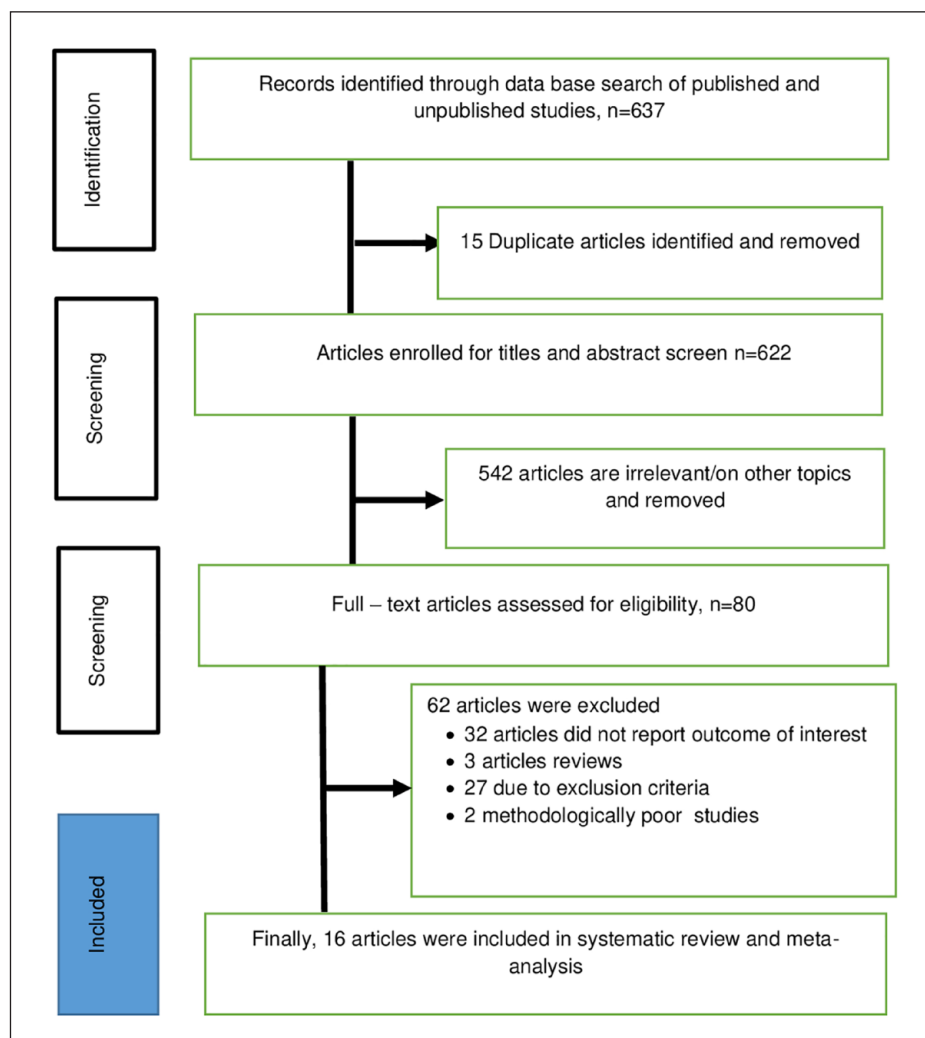 Identification
Records identified through data base search of published and
unpublished studies, n=637
15 Duplicate articles identified and removed
Screening
Articles enrolled for titles and abstract screen n=622
542 articles are irrelevant/on other topics
and removed
Screening
Full – text articles assessed for eligibility, n=80
62 articles were excluded
• 32 articles did not report outcome of interest
• 3 articles reviews
• 27 due to exclusion criteria
• 2 methodologically poor studies
Included
Finally, 16 articles were included in systematic review and meta-
analysis